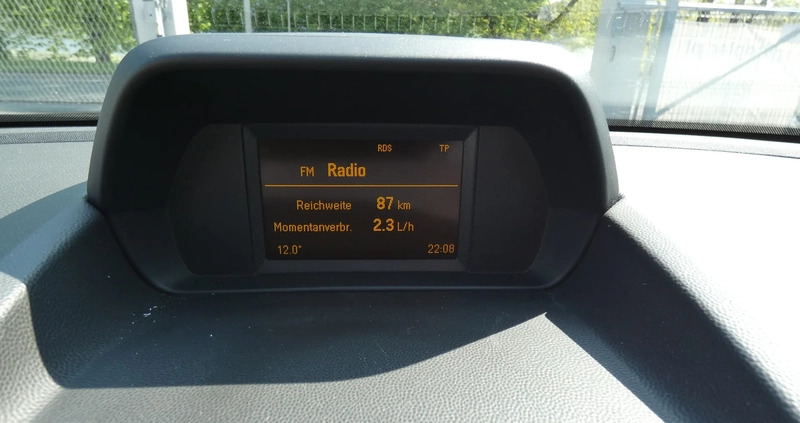 RDS TP
FM Radio
Reichweite 87 km
Momentanverbr. 2.3 L/h
12.0° 22:08